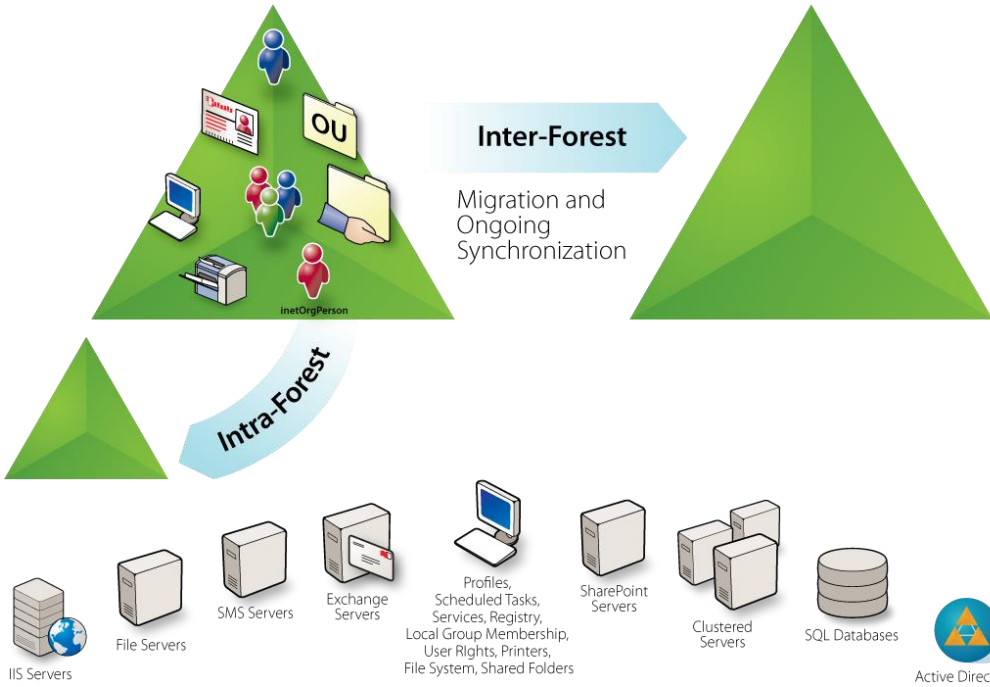 OU
inetOrgPerson
Inter-Forest
Migration and
Ongoing
Synchronization
Intra-Forest
IIS Servers
File Servers
SMS Servers
Exchange
Servers
Profiles,
Scheduled Tasks,
Services, Registry,
Local Group Membership,
User RIghts, Printers,
File System, Shared Folders
SharePoint
Servers
Clustered
Servers
SQL Databases
Active Direc